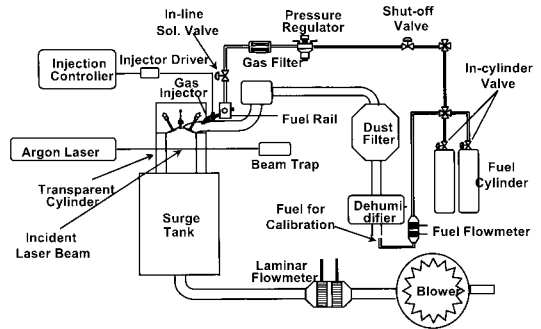 In-line
Sol. Valve
Pressure
Regulator
Shut-off
Valve
Injection
Controller
Injector Driver
Gas Filter
Gas
Injector
In-cylinder
Valve
Fuel Rail
Dust
Filter
Argon Laser
Beam Trap
Fuel
Cylinder
Transparent
Cylinder
Surge
Tank
Fuel for
Calibration
Dehumi-
difier
Fuel Flowmeter
Incident
Laser Beam
Laminar
Flowmeter
Blower